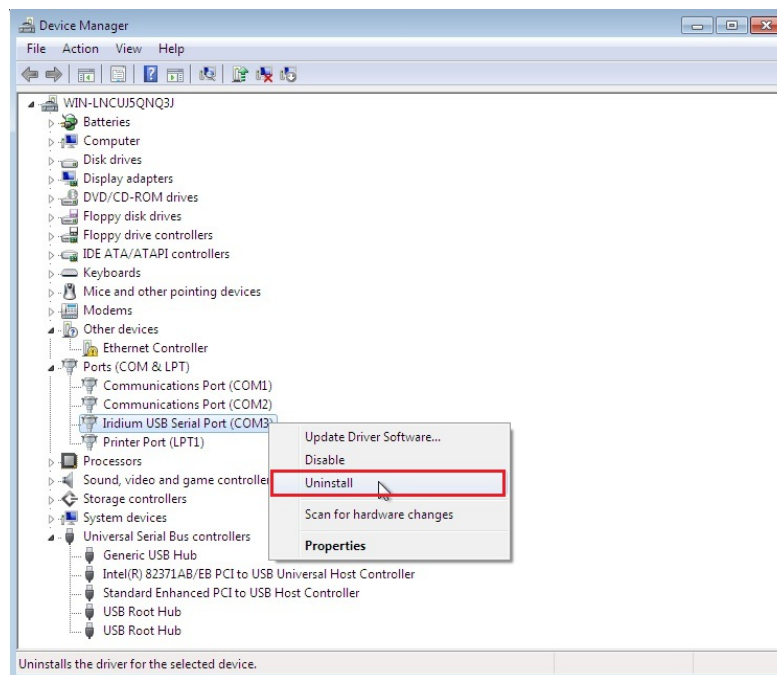 Device Manager
File Action View Help
WIN-LNCUJ5QNQ3J
Batteries
Computer
Disk drives
Display adapters
DVD/CD-ROM drives
Floppy disk drives
Floppy drive controllers
IDE ATA/ATAPI controllers
Keyboards
Mice and other pointing devices
Modems
Other devices
Ethernet Controller
Ports (COM & LPT)
Communications Port (COM1)
Communications Port (COM2)
Iridium USB Serial Port (COM3)
Printer Port (LPT1)
Processors
Sound, video and game controlle
Storage controllers
System devices
Universal Serial Bus controllers
Generic USB Hub
Intel(R) 82371AB/EB PCI to USB Universal Host Controller
Standard Enhanced PCI to USB Host Controller
USB Root Hub
USB Root Hub
Update Driver Software...
Disable
Uninstall
Scan for hardware changes
Properties
Uninstalls the driver for the selected device.